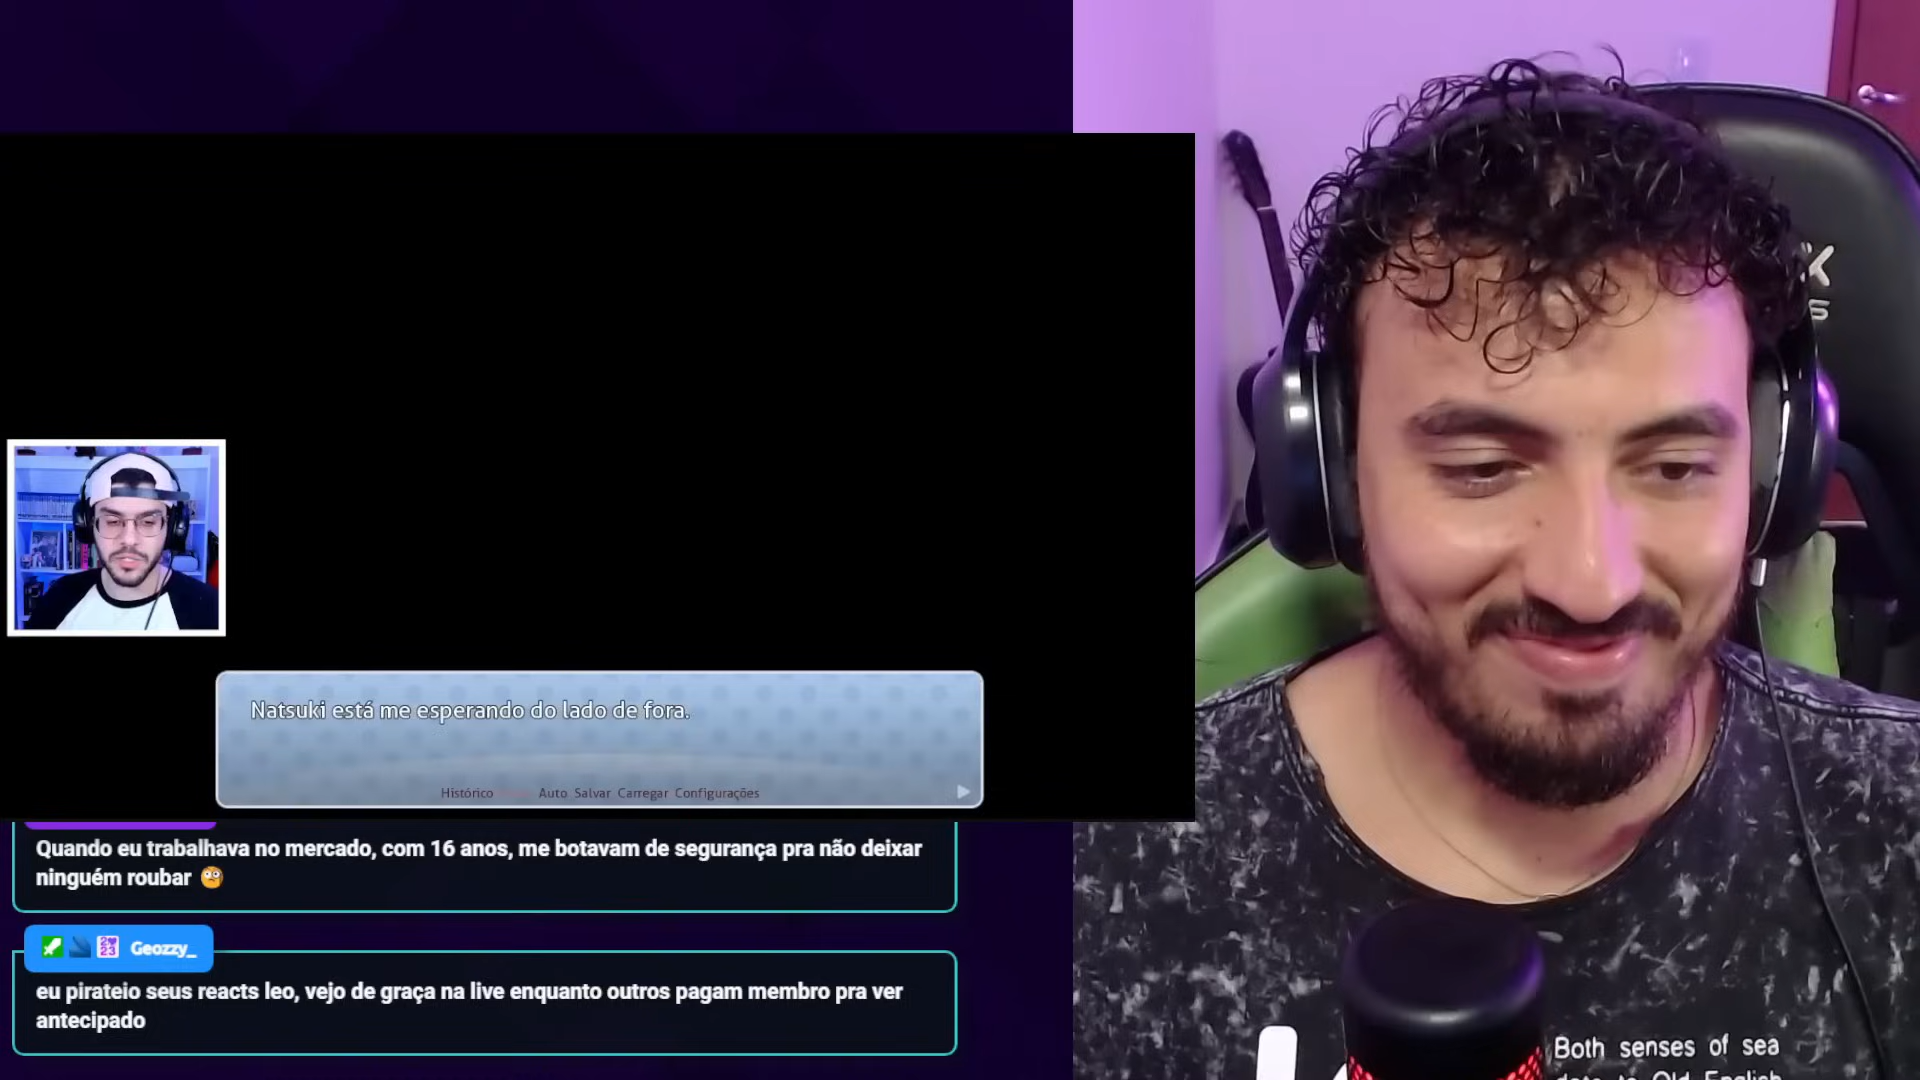 Natsuki está me esperando do lado de fora.
Histórico Auto Salvar Carregar Configurações
Quando eu trabalhava no mercado, com 16 anos, me botavam de segurança pra não deixar
ninguém roubar 🧐
Geozzy_
eu pirateio seus reacts leo, vejo de graça na live enquanto outros pagam membro pra ver
antecipado
Both senses of sea